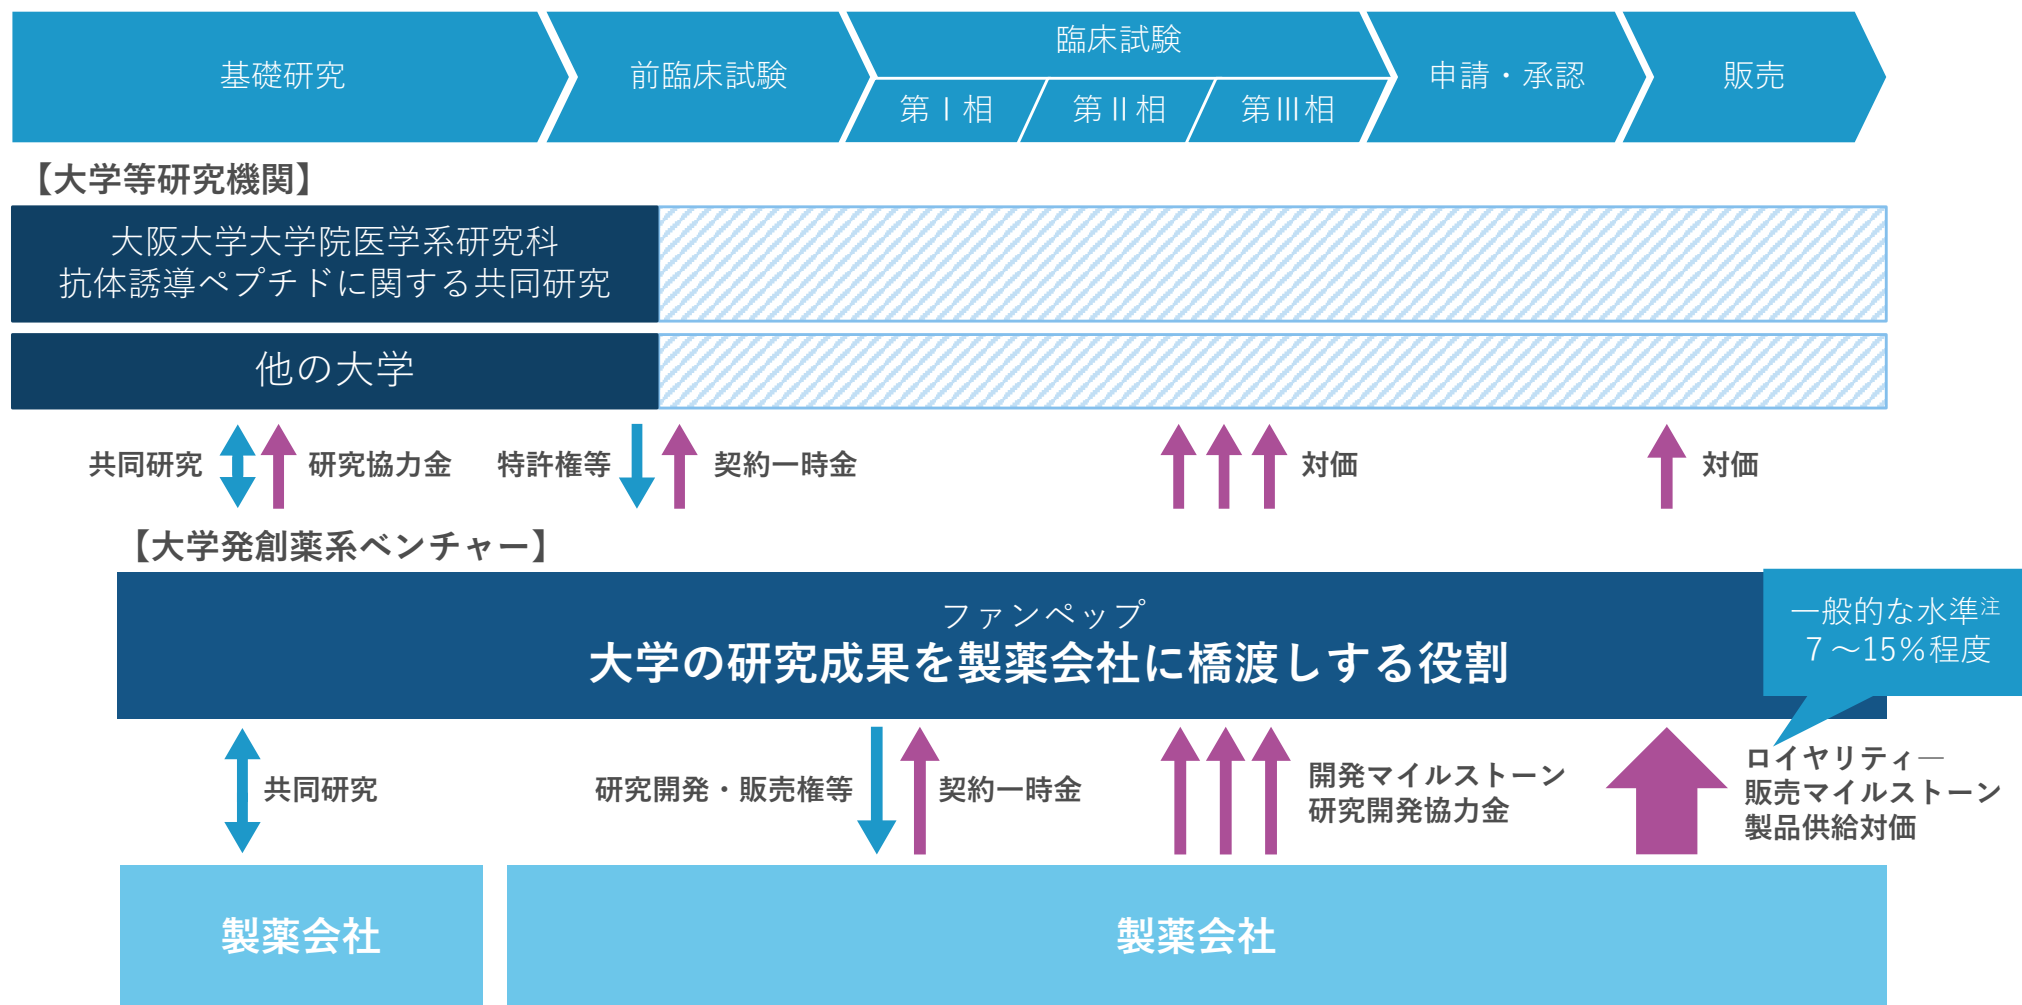 基礎研究
前臨床試験
臨床試験
第Ⅰ相
第Ⅱ相
第Ⅲ相
申請・承認
販売
【大学等研究機関】
大阪大学大学院医学系研究科
抗体誘導ペプチドに関する共同研究
他の大学
共同研究
研究協力金
特許権等
契約一時金
対価
対価
【大学発創薬系ベンチャー】
ファンペップ
大学の研究成果を製薬会社に橋渡しする役割
一般的な水準注
7～15%程度
共同研究
研究開発・販売権等
契約一時金
開発マイルストーン
研究開発協力金
ロイヤリティ―
販売マイルストーン
製品供給対価
製薬会社
製薬会社